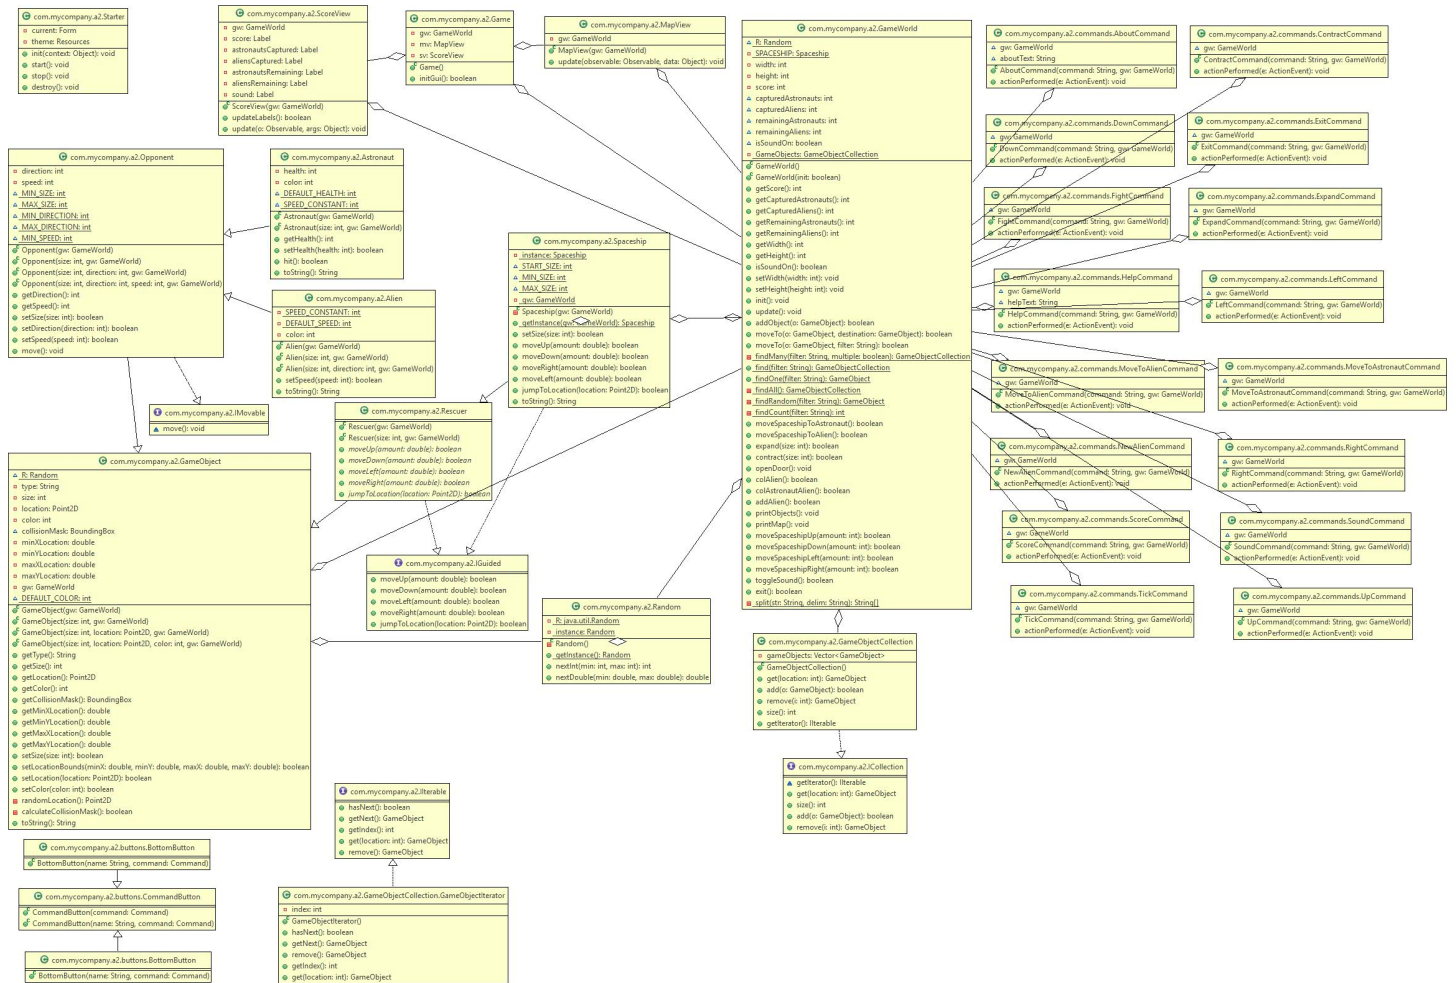 com.mycompany.a2.Starter
current: Form
theme: Resources
init(context: Object): void
start(): void
stop(): void
destroy(): void
com.mycompany.a2.ScoreView
gw: GameWorld
score: Label
astronautsCaptured: Label
aliensCaptured: Label
astronautsRemaining: Label
aliensRemaining: Label
sound: Label
ScoreView(gw: GameWorld)
updateLabels(): boolean
update(o: Observable, args: Object): void
com.mycompany.a2.Game
gw: GameWorld
mv: MapView
sv: ScoreView
Game()
initGui(): boolean
com.mycompany.a2.MapView
gw: GameWorld
MapView(gw: GameWorld)
update(observable: Observable, data: Object): void
com.mycompany.a2.GameWorld
R: Random
SPACESHIP: Spaceship
width: int
height: int
score: int
capturedAstronauts: int
capturedAliens: int
remainingAstronauts: int
remainingAliens: int
isSoundOn: boolean
GameObjects: GameObjectCollection
GameWorld()
GameWorld(init: boolean)
getScore(): int
getCapturedAstronauts(): int
getCapturedAliens(): int
getRemainingAstronauts(): int
getRemainingAliens(): int
getWidth(): int
getHeight(): int
isSoundOn(): boolean
setWidth(width: int): void
setHeight(height: int): void
init(): void
update(): void
addObject(o: GameObject): boolean
moveTo(o: GameObject, destination: GameObject): boolean
moveTo(o: GameObject, filter: String): boolean
findMany(filter: String, multiple: boolean): GameObjectCollection
find(filter: String): GameObjectCollection
findOne(filter: String): GameObject
findAll(): GameObjectCollection
findRandom(filter: String): GameObject
findCount(filter: String): int
moveSpaceshipToAstronaut(): boolean
moveSpaceshipToAlien(): boolean
expand(size: int): boolean
contract(size: int): boolean
openDoor(): void
colAlien(): boolean
colAstronautAlien(): boolean
addAlien(): boolean
printObjects(): void
printMap(): void
moveSpaceshipUp(amount: int): boolean
moveSpaceshipDown(amount: int): boolean
moveSpaceshipLeft(amount: int): boolean
moveSpaceshipRight(amount: int): boolean
toggleSound(): boolean
exit(): boolean
split(str: String, delim: String): String[]
com.mycompany.a2.commands.AboutCommand
gw: GameWorld
aboutText: String
AboutCommand(command: String, gw: GameWorld)
actionPerformed(e: ActionEvent): void
com.mycompany.a2.commands.ContractCommand
gw: GameWorld
ContractCommand(command: String, gw: GameWorld)
actionPerformed(e: ActionEvent): void
com.mycompany.a2.commands.DownCommand
gw: GameWorld
DownCommand(command: String, gw: GameWorld)
actionPerformed(e: ActionEvent): void
com.mycompany.a2.commands.ExitCommand
gw: GameWorld
ExitCommand(command: String, gw: GameWorld)
actionPerformed(e: ActionEvent): void
com.mycompany.a2.commands.FightCommand
gw: GameWorld
FightCommand(command: String, gw: GameWorld)
actionPerformed(e: ActionEvent): void
com.mycompany.a2.commands.ExpandCommand
gw: GameWorld
ExpandCommand(command: String, gw: GameWorld)
actionPerformed(e: ActionEvent): void
com.mycompany.a2.commands.HelpCommand
gw: GameWorld
helpText: String
HelpCommand(command: String, gw: GameWorld)
actionPerformed(e: ActionEvent): void
com.mycompany.a2.commands.LeftCommand
gw: GameWorld
LeftCommand(command: String, gw: GameWorld)
actionPerformed(e: ActionEvent): void
com.mycompany.a2.commands.MoveToAlienCommand
gw: GameWorld
MoveToAlienCommand(command: String, gw: GameWorld)
actionPerformed(e: ActionEvent): void
com.mycompany.a2.commands.MoveToAstronautCommand
gw: GameWorld
MoveToAstronautCommand(command: String, gw: GameWorld)
actionPerformed(e: ActionEvent): void
com.mycompany.a2.commands.NewAlienCommand
gw: GameWorld
NewAlienCommand(command: String, gw: GameWorld)
actionPerformed(e: ActionEvent): void
com.mycompany.a2.commands.RightCommand
gw: GameWorld
RightCommand(command: String, gw: GameWorld)
actionPerformed(e: ActionEvent): void
com.mycompany.a2.commands.ScoreCommand
gw: GameWorld
ScoreCommand(command: String, gw: GameWorld)
actionPerformed(e: ActionEvent): void
com.mycompany.a2.commands.SoundCommand
gw: GameWorld
SoundCommand(command: String, gw: GameWorld)
actionPerformed(e: ActionEvent): void
com.mycompany.a2.commands.TickCommand
gw: GameWorld
TickCommand(command: String, gw: GameWorld)
actionPerformed(e: ActionEvent): void
com.mycompany.a2.commands.UpCommand
gw: GameWorld
UpCommand(command: String, gw: GameWorld)
actionPerformed(e: ActionEvent): void
com.mycompany.a2.Opponent
direction: int
speed: int
MIN_SIZE: int
MAX_SIZE: int
MIN_DIRECTION: int
MAX_DIRECTION: int
MIN_SPEED: int
Opponent(gw: GameWorld)
Opponent(size: int, gw: GameWorld)
Opponent(size: int, direction: int, gw: GameWorld)
Opponent(size: int, direction: int, speed: int, gw: GameWorld)
getDirection(): int
getSpeed(): int
setSize(size: int): boolean
setDirection(direction: int): boolean
setSpeed(speed: int): boolean
move(): void
com.mycompany.a2.Astronaut
health: int
color: int
DEFAULT_HEALTH: int
SPEED_CONSTANT: int
Astronaut(gw: GameWorld)
Astronaut(size: int, gw: GameWorld)
getHealth(): int
setHealth(health: int): boolean
hit(): boolean
toString(): String
com.mycompany.a2.Alien
SPEED_CONSTANT: int
DEFAULT_SPEED: int
color: int
Alien(gw: GameWorld)
Alien(size: int, gw: GameWorld)
Alien(size: int, direction: int, gw: GameWorld)
setSpeed(speed: int): boolean
toString(): String
com.mycompany.a2.Spaceship
instance: Spaceship
START_SIZE: int
MIN_SIZE: int
MAX_SIZE: int
gw: GameWorld
Spaceship(gw: GameWorld)
getInstance(gw: GameWorld): Spaceship
setSize(size: int): boolean
moveUp(amount: double): boolean
moveDown(amount: double): boolean
moveRight(amount: double): boolean
moveLeft(amount: double): boolean
jumpToLocation(location: Point2D): boolean
toString(): String
com.mycompany.a2.IMovable
move(): void
com.mycompany.a2.Rescuer
Rescuer(gw: GameWorld)
Rescuer(size: int, gw: GameWorld)
moveUp(amount: double): boolean
moveDown(amount: double): boolean
moveLeft(amount: double): boolean
moveRight(amount: double): boolean
jumpToLocation(location: Point2D): boolean
com.mycompany.a2.GameObject
R: Random
type: String
size: int
location: Point2D
color: int
collisionMask: BoundingBox
minXLocation: double
minYLocation: double
maxXLocation: double
maxYLocation: double
gw: GameWorld
DEFAULT_COLOR: int
GameObject(gw: GameWorld)
GameObject(size: int, gw: GameWorld)
GameObject(size: int, location: Point2D, gw: GameWorld)
GameObject(size: int, location: Point2D, color: int, gw: GameWorld)
getType(): String
getSize(): int
getLocation(): Point2D
getColor(): int
getCollisionMask(): BoundingBox
getMinXLocation(): double
getMinYLocation(): double
getMaxXLocation(): double
getMaxYLocation(): double
setSize(size: int): boolean
setLocationBounds(minX: double, minY: double, maxX: double, maxY: double): boolean
setLocation(location: Point2D): boolean
setColor(color: int): boolean
randomLocation(): Point2D
calculateCollisionMask(): boolean
toString(): String
com.mycompany.a2.IGuided
moveUp(amount: double): boolean
moveDown(amount: double): boolean
moveLeft(amount: double): boolean
moveRight(amount: double): boolean
jumpToLocation(location: Point2D): boolean
com.mycompany.a2.Random
R: java.util.Random
instance: Random
Random()
getInstance(): Random
nextInt(min: int, max: int): int
nextDouble(min: double, max: double): double
com.mycompany.a2.GameObjectCollection
gameObjects: Vector<GameObject>
GameObjectCollection()
get(location: int): GameObject
add(o: GameObject): boolean
remove(i: int): GameObject
size(): int
getIterator(): IIterable
com.mycompany.a2.ICollection
getIterator(): IIterable
get(location: int): GameObject
size(): int
add(o: GameObject): boolean
remove(i: int): GameObject
com.mycompany.a2.IIterable
hasNext(): boolean
getNext(): GameObject
getIndex(): int
get(location: int): GameObject
remove(): GameObject
com.mycompany.a2.GameObjectCollection.GameObjectIterator
index: int
GameObjectIterator()
hasNext(): boolean
getNext(): GameObject
remove(): GameObject
getIndex(): int
get(location: int): GameObject
com.mycompany.a2.buttons.BottomButton
BottomButton(name: String, command: Command)
com.mycompany.a2.buttons.CommandButton
CommandButton(command: Command)
CommandButton(name: String, command: Command)
com.mycompany.a2.buttons.BottomButton
BottomButton(name: String, command: Command)